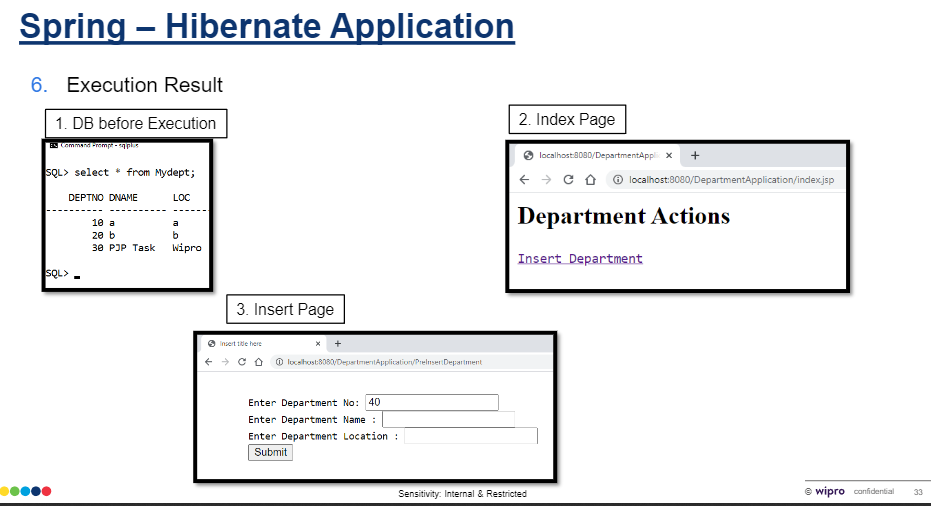 Spring – Hibernate Application
6. Execution Result
1. DB before Execution
Command Prompt - sqlplus
SQL> select * from Mydept;
DEPTNO DNAME LOC
---------- ---------- ------
10 a a
20 b b
30 PJP Task Wipro
SQL> _
2. Index Page
localhost:8080/DepartmentAppli
localhost:8080/DepartmentApplication/index.jsp
Department Actions
Insert Department
3. Insert Page
Insert title here
localhost:8080/DepartmentApplication/PreInsertDepartment
Enter Department No: 40
Enter Department Name :
Enter Department Location :
Submit
Sensitivity: Internal & Restricted
© wipro confidential 33